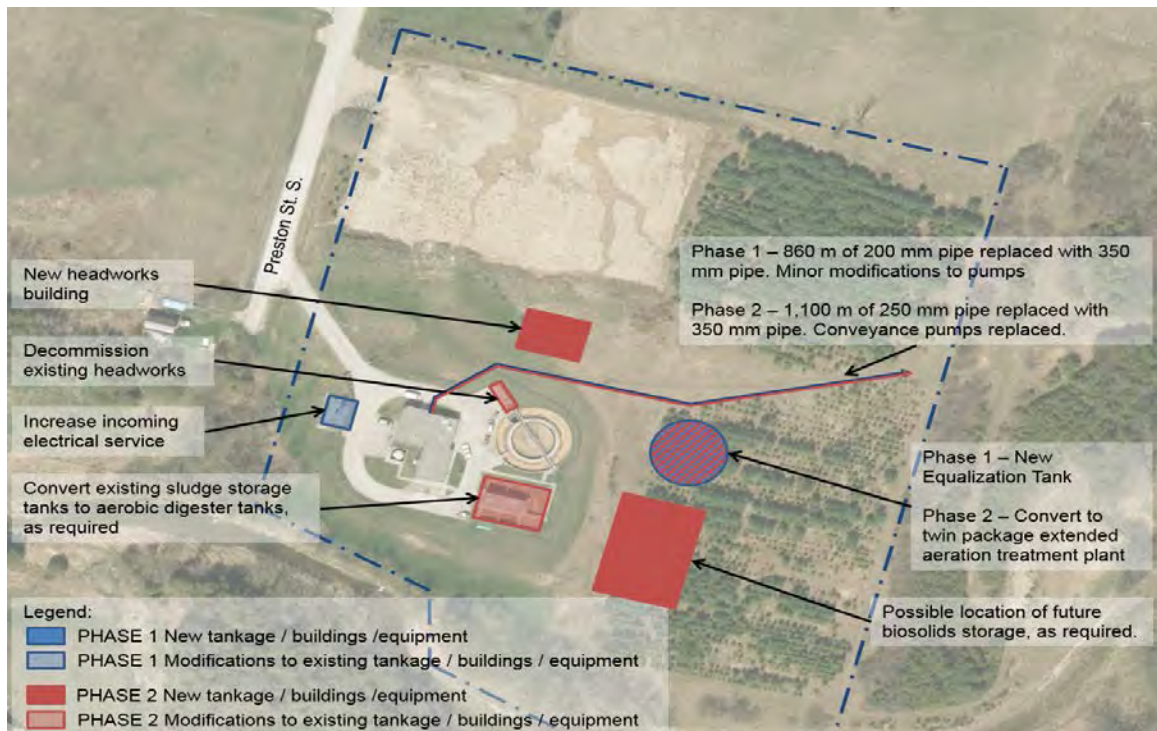 Preston St. S.
New headworks
building
Decommission
existing headworks
Increase incoming
electrical service
Convert existing sludge storage
tanks to aerobic digester tanks,
as required
Phase 1 – 860 m of 200 mm pipe replaced with 350
mm pipe. Minor modifications to pumps
Phase 2 – 1,100 m of 250 mm pipe replaced with
350 mm pipe. Conveyance pumps replaced.
Phase 1 – New
Equalization Tank
Phase 2 – Convert to
twin package extended
aeration treatment plant
Possible location of future
biosolids storage, as required.
Legend:
PHASE 1 New tankage / buildings /equipment
PHASE 1 Modifications to existing tankage / buildings / equipment
PHASE 2 New tankage / buildings /equipment
PHASE 2 Modifications to existing tankage / buildings / equipment